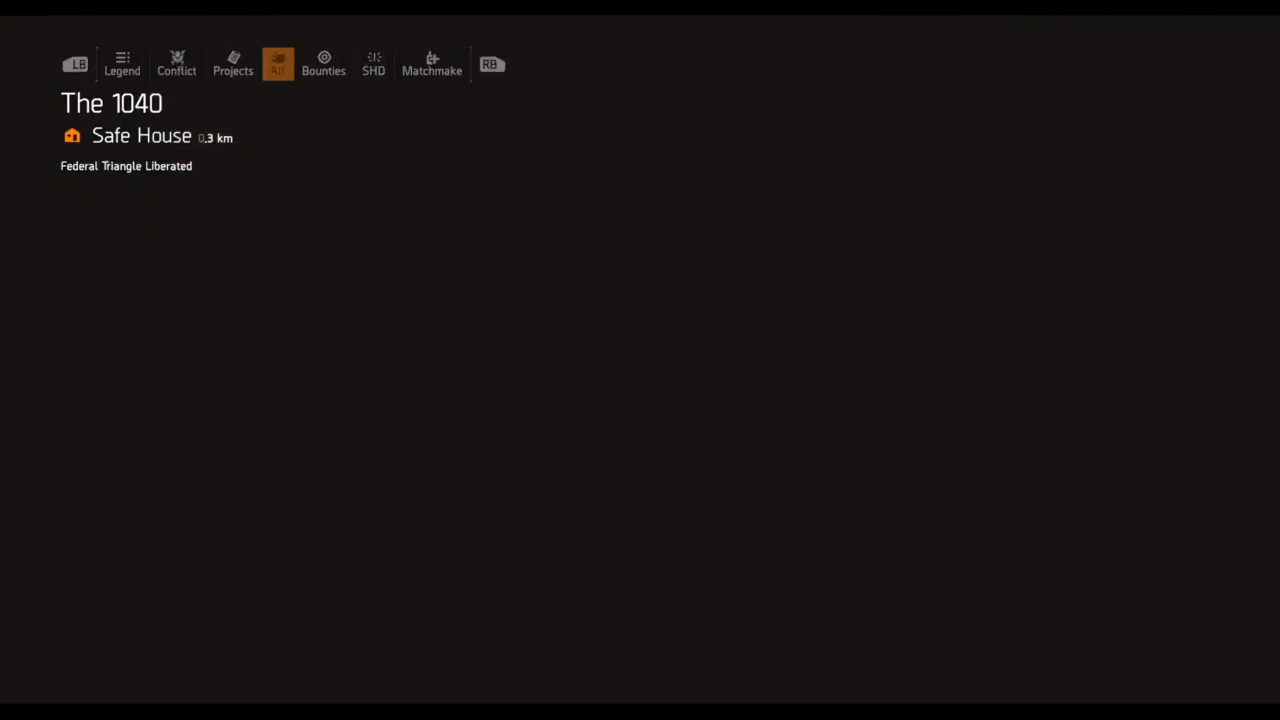 LB Legend Conflict Projects All Bounties SHD Matchmake RB
The 1040
Safe House 0.3 km
Federal Triangle Liberated